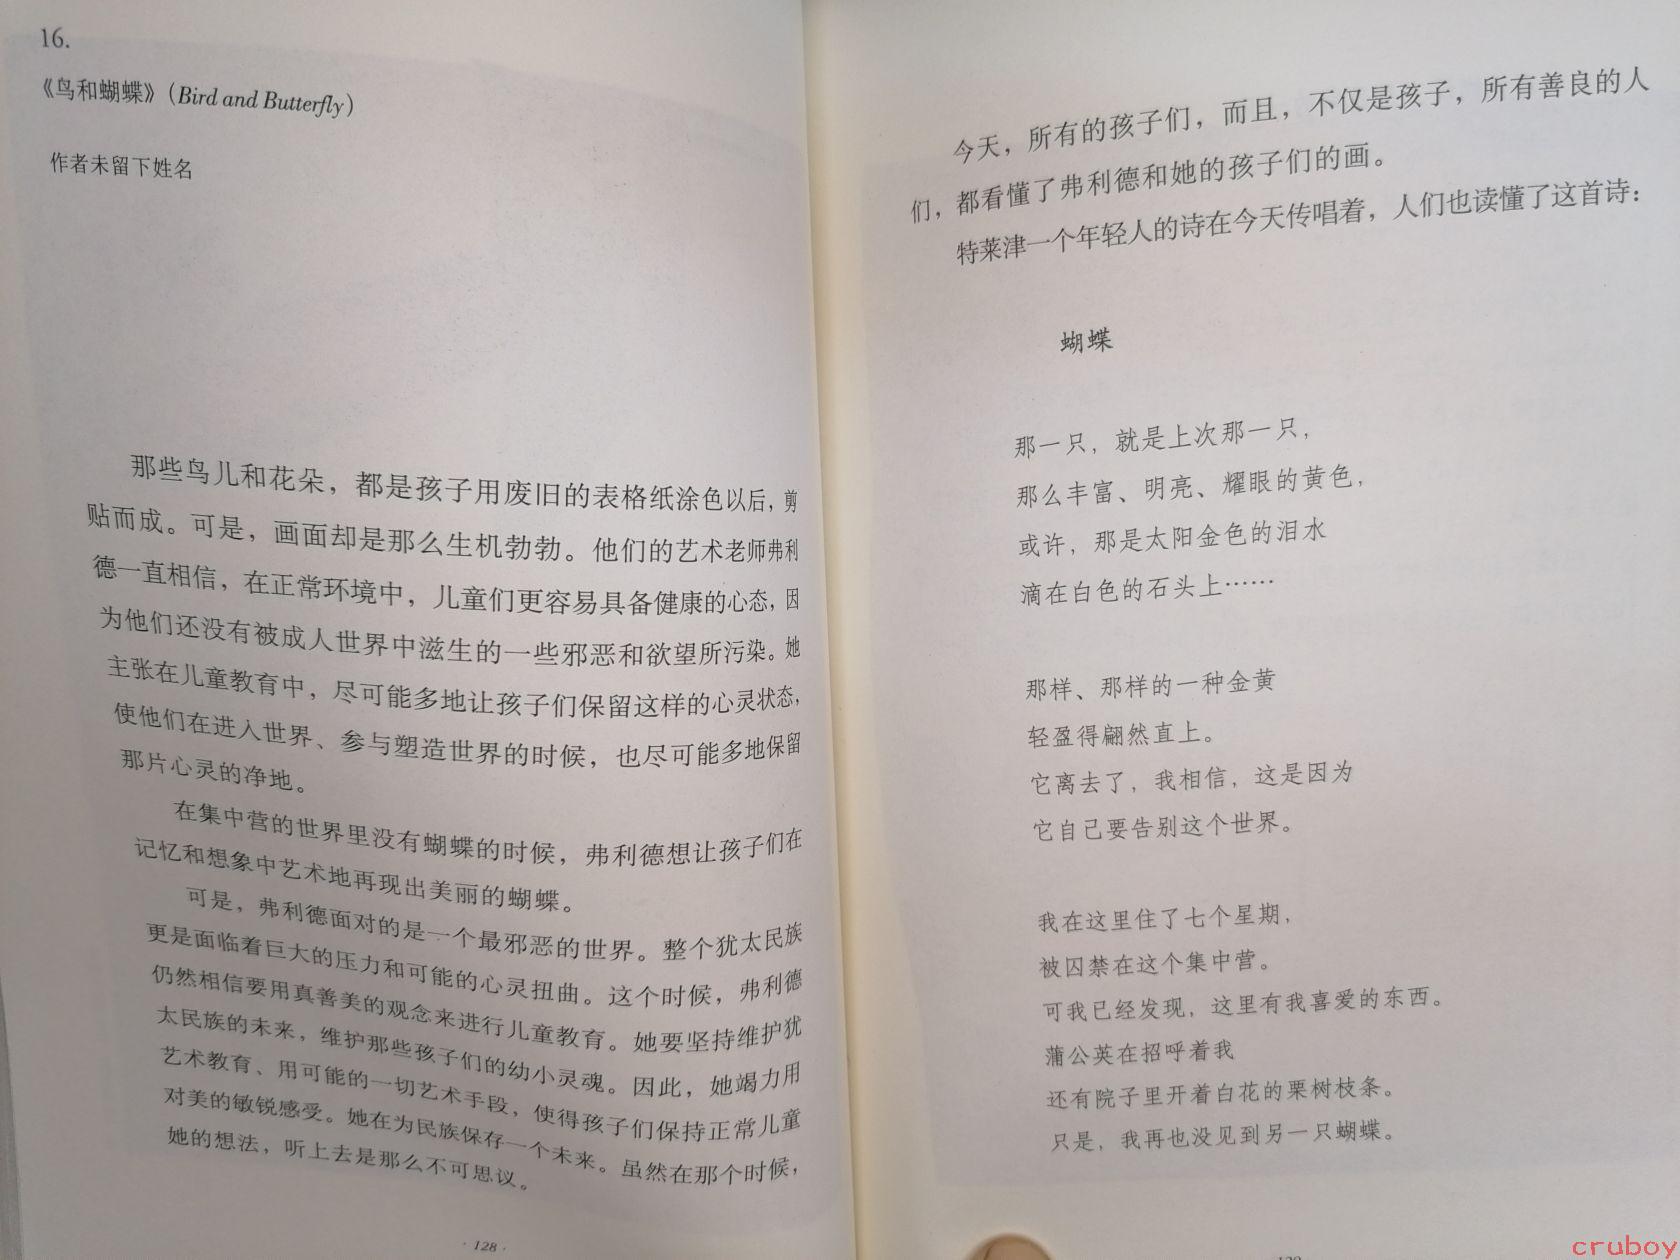 16.
《鸟和蝴蝶》（Bird and Butterfly）
作者未留下姓名
那些鸟儿和花朵，都是孩子用废旧的表格纸涂色以后，剪
贴而成。可是，画面却是那么生机勃勃。他们的艺术老师弗利
德一直相信，在正常环境中，儿童们更容易具备健康的心态，因
为他们还没有被成人世界中滋生的一些邪恶和欲望所污染。她
主张在儿童教育中，尽可能多地让孩子们保留这样的心灵状态，
使他们在进入世界、参与塑造世界的时候，也尽可能多地保留
那片心灵的净地。
在集中营的世界里没有蝴蝶的时候，弗利德想让孩子们在
记忆和想象中艺术地再现出美丽的蝴蝶。
可是，弗利德面对的是一个最邪恶的世界。整个犹太民族
更是面临着巨大的压力和可能的心灵扭曲。这个时候，弗利德
仍然相信要用真善美的观念来进行儿童教育。她要坚持维护犹
太民族的未来，维护那些孩子们的幼小灵魂。因此，她竭力用
艺术教育、用可能的一切艺术手段，使得孩子们保持正常儿童
对美的敏锐感受。她在为民族保存一个未来。虽然在那个时候，
她的想法，听上去是那么不可思议。
· 128 ·
今天，所有的孩子们，而且，不仅是孩子，所有善良的人
们，都看懂了弗利德和她的孩子们的画。
特莱津一个年轻人的诗在今天传唱着，人们也读懂了这首诗：
蝴蝶
那一只，就是上次那一只，
那么丰富、明亮、耀眼的黄色，
或许，那是太阳金色的泪水
滴在白色的石头上……
那样、那样的一种金黄
轻盈得翩然直上。
它离去了，我相信，这是因为
它自己要告别这个世界。
我在这里住了七个星期，
被囚禁在这个集中营。
可我已经发现，这里有我喜爱的东西。
蒲公英在招呼着我
还有院子里开着白花的栗树枝条。
只是，我再也没见到另一只蝴蝶。
cruboy